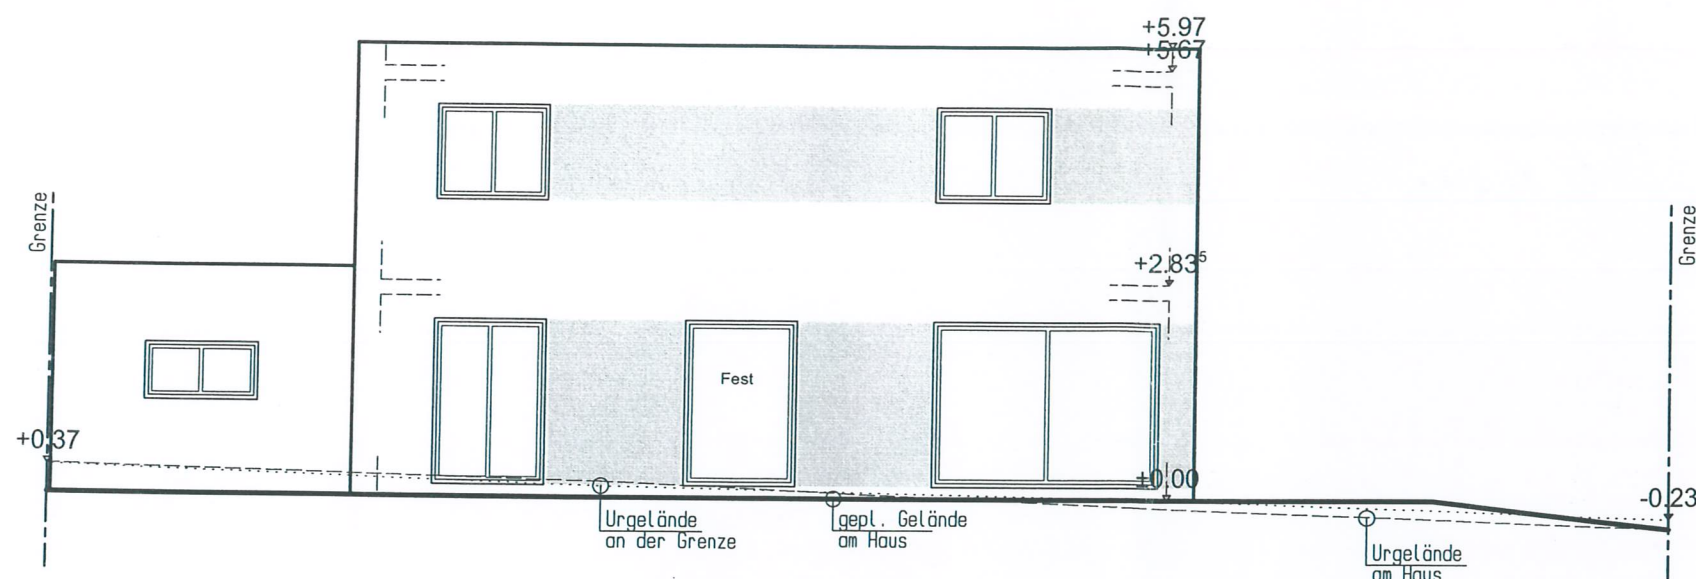 +5.97
+5.67
Grenze
Grenze
+2.83⁵
Fest
+0.37
±0.00
-0.23
Urgelände
an der Grenze
gepl. Gelände
am Haus
Urgelände
am Haus